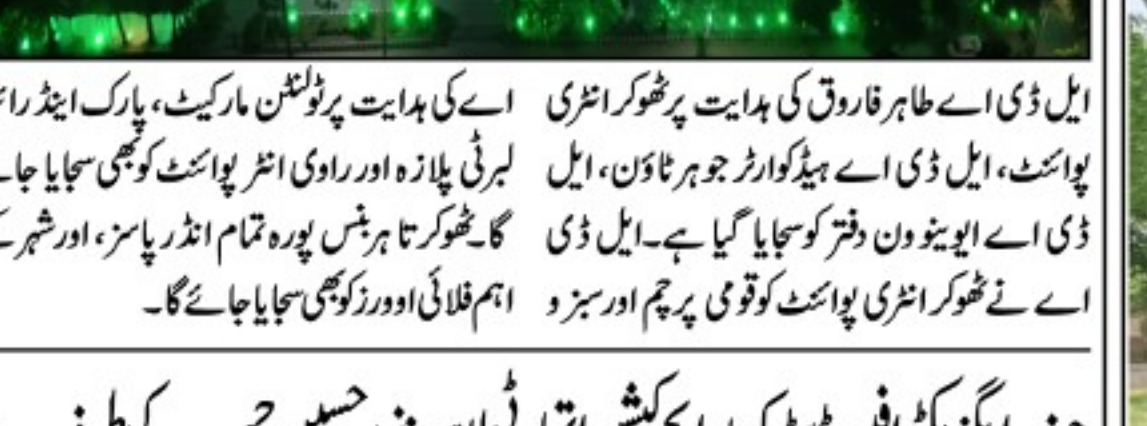 ایل ڈی اے طاہر فاروق کی ہدایت پر ٹھوکر انٹری
پوائنٹ، ایل ڈی اے ہیڈ کوارٹر جوہر ٹاؤن، ایل
ڈی اے ایونیو ون دفتر کو سجایا گیا ہے۔ ایل ڈی
اے نے ٹھوکر انٹری پوائنٹ کو قومی پرچم اور سبز و
اے کی ہدایت پر ٹولنٹن مارکیٹ، پارک اینڈ
لبرٹی پلازہ اور راوی انٹر پوائنٹ کو بھی سجایا
گا۔ ٹھوکر تا ہربنس پورہ تمام انڈر پاسز، اور شہر
اہم فلائی اوورز کو بھی سجایا جائے گا۔